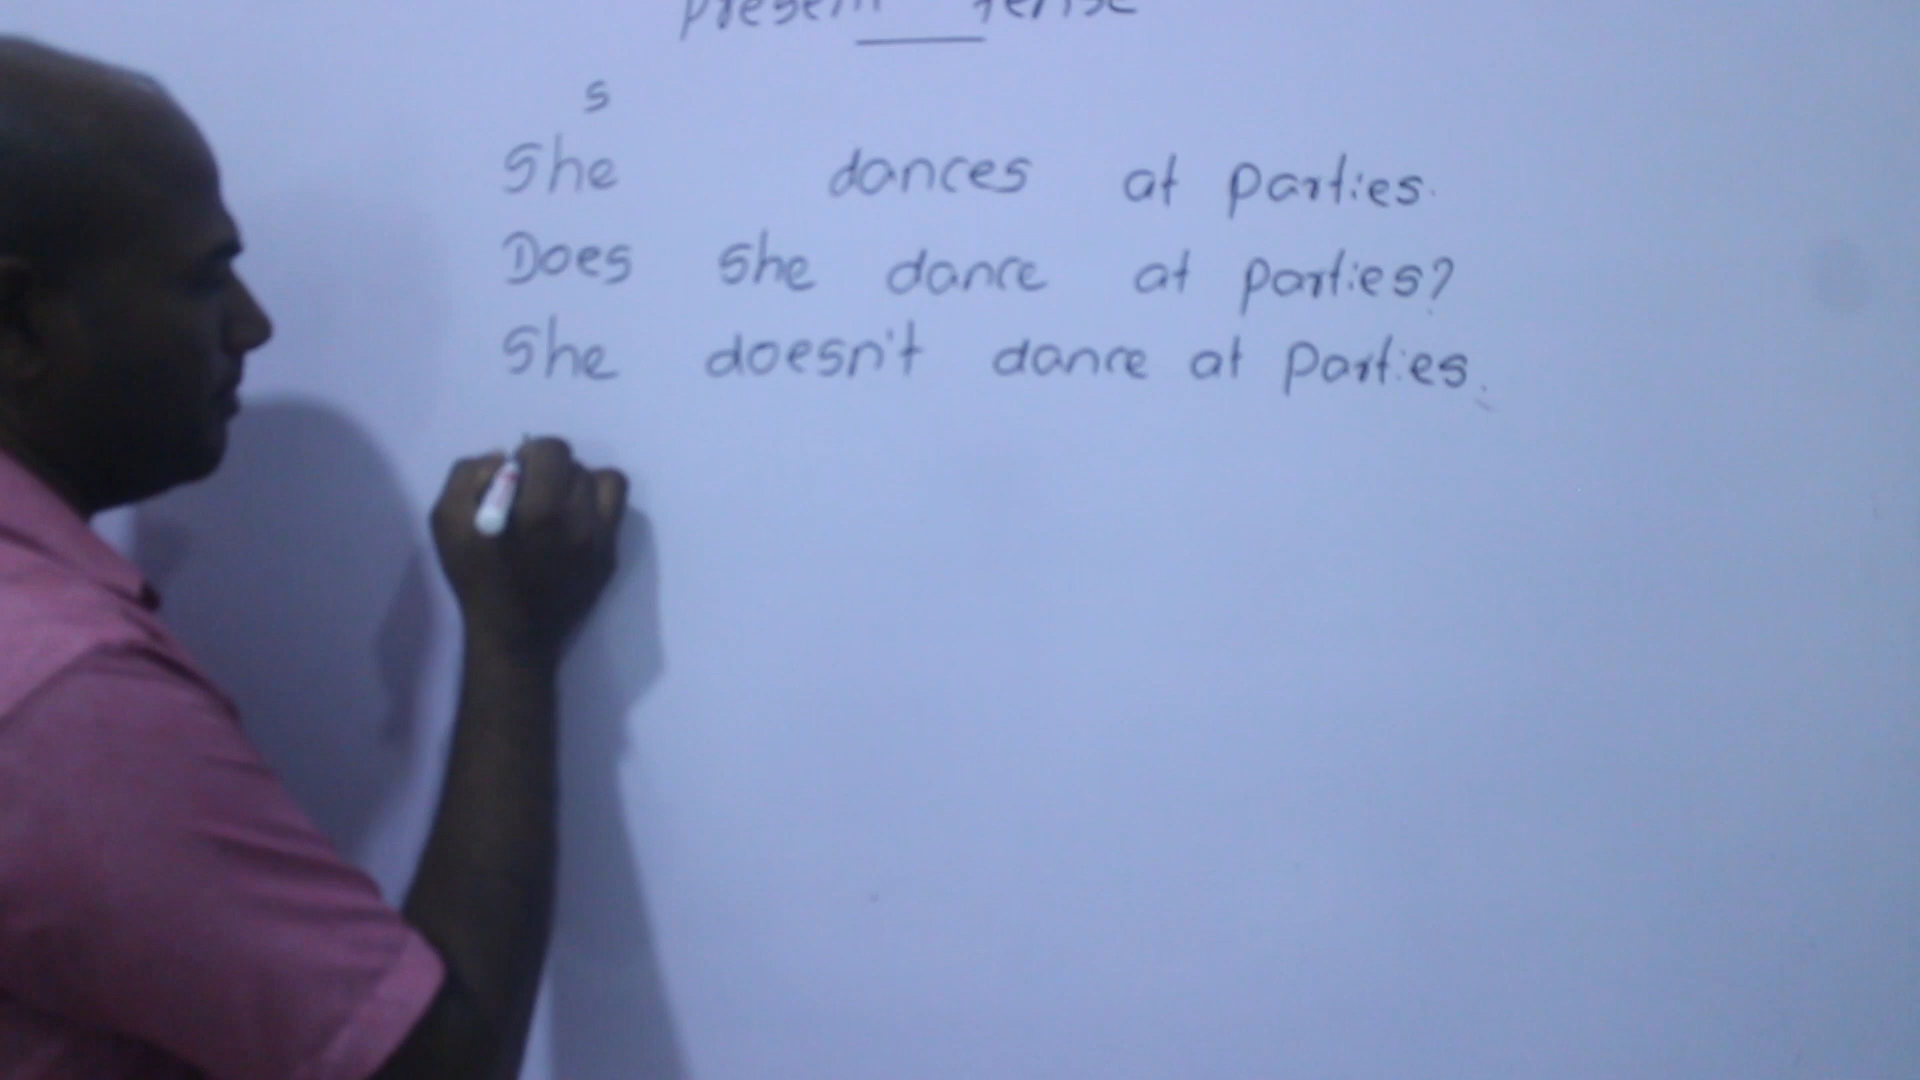 present tense
s
She dances at parties.
Does she dance at parties?
She doesn't dance at parties.